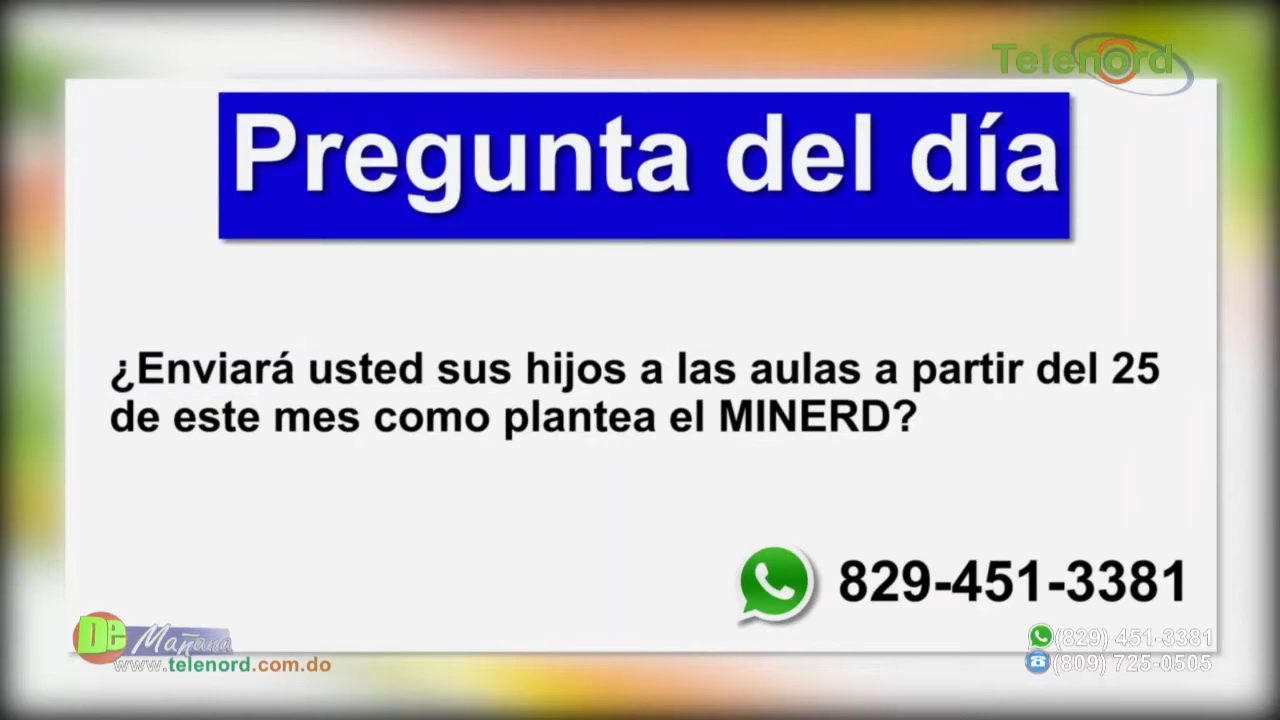 Telenord
Pregunta del día
¿Enviará usted sus hijos a las aulas a partir del 25
de este mes como plantea el MINERD?
829-451-3381
De Mañana
www.telenord.com.do
(829) 451-3381
(809) 725-0505